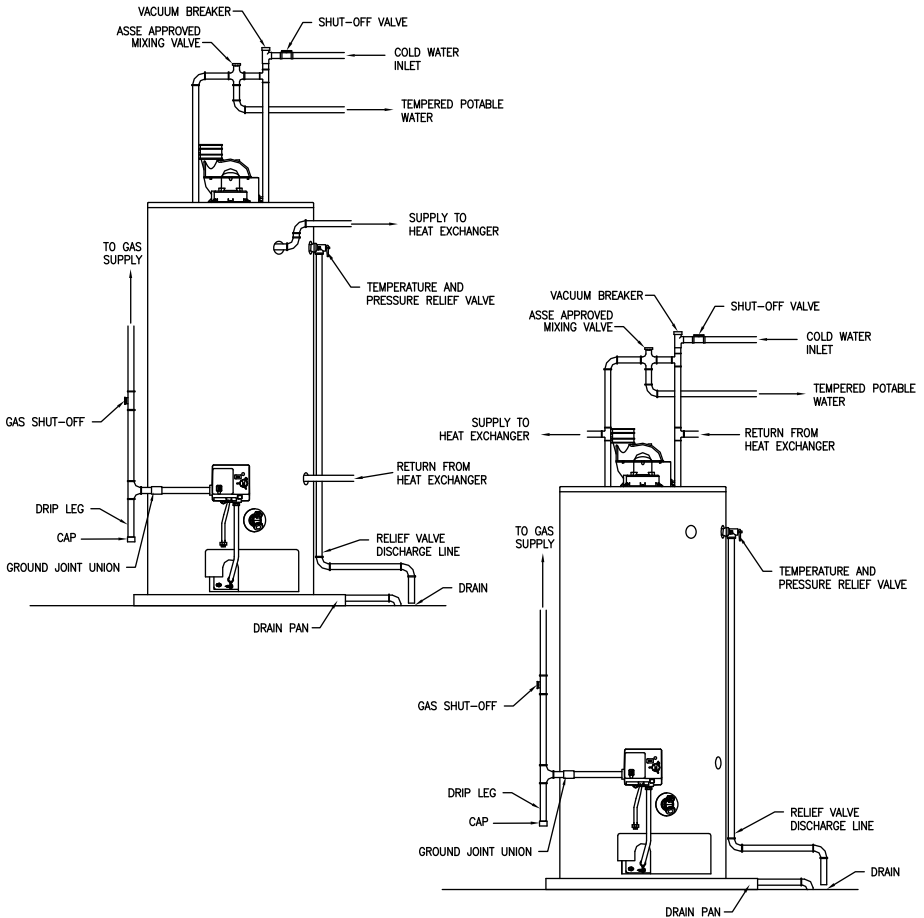 VACUUM BREAKER
SHUT-OFF VALVE
ASSE APPROVED
MIXING VALVE
COLD WATER
INLET
TEMPERED POTABLE
WATER
SUPPLY TO
HEAT EXCHANGER
TO GAS
SUPPLY
TEMPERATURE AND
PRESSURE RELIEF VALVE
GAS SHUT-OFF
RETURN FROM
HEAT EXCHANGER
DRIP LEG
CAP
GROUND JOINT UNION
RELIEF VALVE
DISCHARGE LINE
DRAIN
DRAIN PAN
VACUUM BREAKER
SHUT-OFF VALVE
ASSE APPROVED
MIXING VALVE
COLD WATER
INLET
TEMPERED POTABLE
WATER
SUPPLY TO
HEAT EXCHANGER
RETURN FROM
HEAT EXCHANGER
TO GAS
SUPPLY
TEMPERATURE AND
PRESSURE RELIEF VALVE
GAS SHUT-OFF
DRIP LEG
CAP
GROUND JOINT UNION
RELIEF VALVE
DISCHARGE LINE
DRAIN
DRAIN PAN